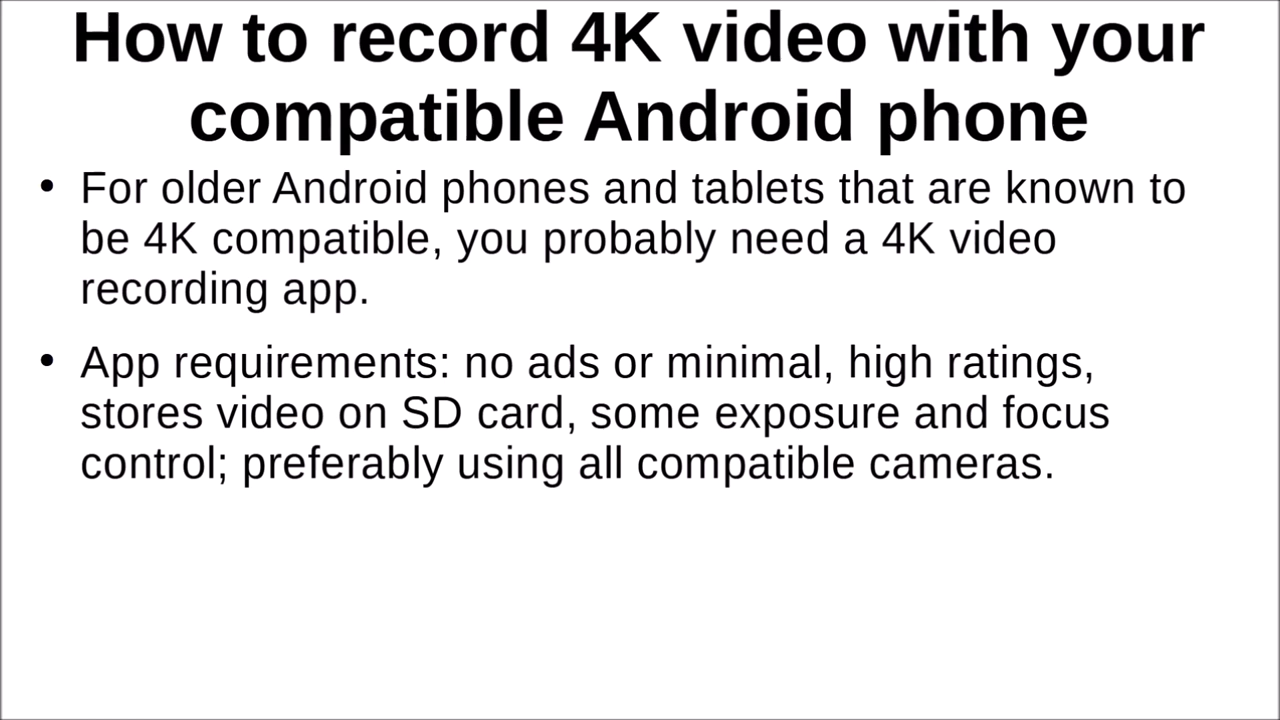 How to record 4K video with your
compatible Android phone
• For older Android phones and tablets that are known to
be 4K compatible, you probably need a 4K video
recording app.
• App requirements: no ads or minimal, high ratings,
stores video on SD card, some exposure and focus
control; preferably using all compatible cameras.